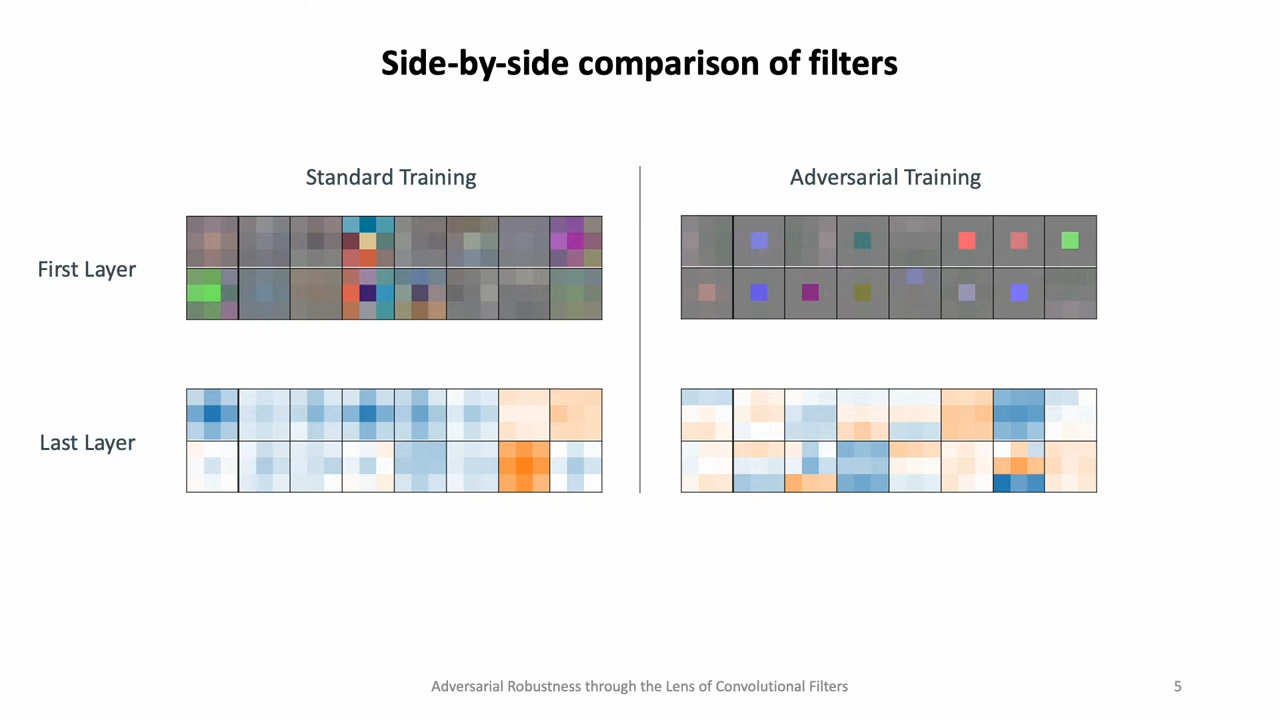 Side-by-side comparison of filters
Standard Training
Adversarial Training
First Layer
Last Layer
Adversarial Robustness through the Lens of Convolutional Filters
5